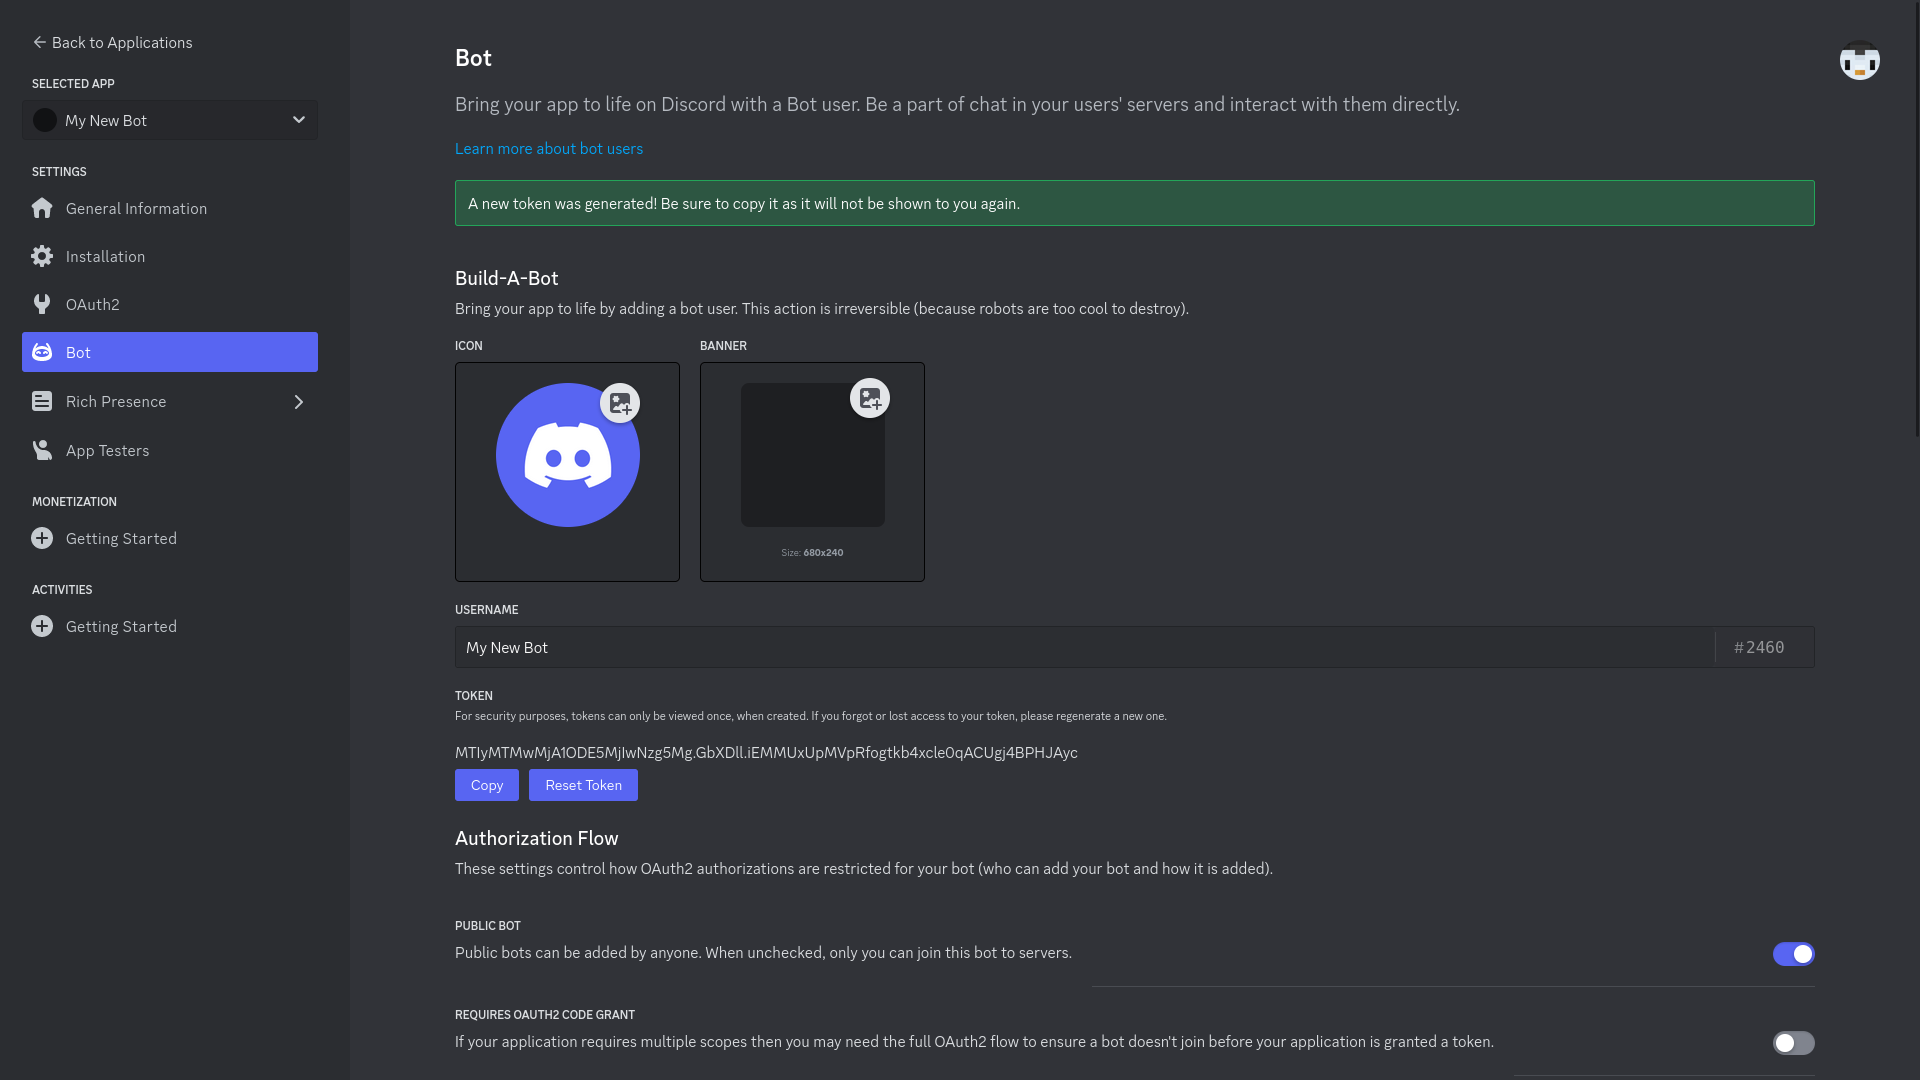 Back to Applications
SELECTED APP
My New Bot
SETTINGS
General Information
Installation
OAuth2
Bot
Rich Presence
App Testers
MONETIZATION
Getting Started
ACTIVITIES
Getting Started
Bot
Bring your app to life on Discord with a Bot user. Be a part of chat in your users' servers and interact with them directly.
Learn more about bot users
A new token was generated! Be sure to copy it as it will not be shown to you again.
Build-A-Bot
Bring your app to life by adding a bot user. This action is irreversible (because robots are too cool to destroy).
ICON
BANNER
Size: 680x240
USERNAME
My New Bot
#2460
TOKEN
For security purposes, tokens can only be viewed once, when created. If you forgot or lost access to your token, please regenerate a new one.
MTIyMTMwMjA1ODE5MjIwNzg5Mg.GbXDll.iEMMUxUpMVpRfogtkb4xcle0qACUgj4BPHJAyc
Copy
Reset Token
Authorization Flow
These settings control how OAuth2 authorizations are restricted for your bot (who can add your bot and how it is added).
PUBLIC BOT
Public bots can be added by anyone. When unchecked, only you can join this bot to servers.
REQUIRES OAUTH2 CODE GRANT
If your application requires multiple scopes then you may need the full OAuth2 flow to ensure a bot doesn't join before your application is granted a token.